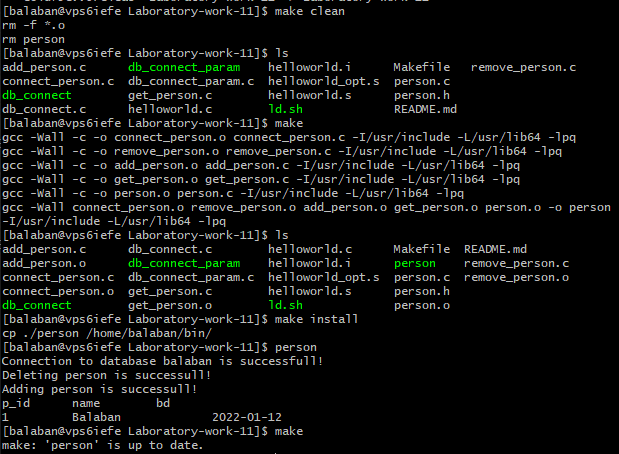 [balaban@vps6iefe Laboratory-work-11]$ make clean
rm -f *.o
rm person
[balaban@vps6iefe Laboratory-work-11]$ ls
add_person.c db_connect_param helloworld.i Makefile remove_person.c
connect_person.c db_connect_param.c helloworld_opt.s person.c
db_connect get_person.c helloworld.s person.h
db_connect.c helloworld.c ld.sh README.md
[balaban@vps6iefe Laboratory-work-11]$ make
gcc -Wall -c -o connect_person.o connect_person.c -I/usr/include -L/usr/lib64 -lpq
gcc -Wall -c -o remove_person.o remove_person.c -I/usr/include -L/usr/lib64 -lpq
gcc -Wall -c -o add_person.o add_person.c -I/usr/include -L/usr/lib64 -lpq
gcc -Wall -c -o get_person.o get_person.c -I/usr/include -L/usr/lib64 -lpq
gcc -Wall -c -o person.o person.c -I/usr/include -L/usr/lib64 -lpq
gcc -Wall connect_person.o remove_person.o add_person.o get_person.o person.o -o person
-I/usr/include -L/usr/lib64 -lpq
[balaban@vps6iefe Laboratory-work-11]$ ls
add_person.c db_connect.c helloworld.c Makefile README.md
add_person.o db_connect_param helloworld.i person remove_person.c
connect_person.c db_connect_param.c helloworld_opt.s person.c remove_person.o
connect_person.o get_person.c helloworld.s person.h
db_connect get_person.o ld.sh person.o
[balaban@vps6iefe Laboratory-work-11]$ make install
cp ./person /home/balaban/bin/
[balaban@vps6iefe Laboratory-work-11]$ person
Connection to database balaban is successfull!
Deleting person is successull!
Adding person is successull!
p_id name bd
1 Balaban 2022-01-12
[balaban@vps6iefe Laboratory-work-11]$ make
make: 'person' is up to date.